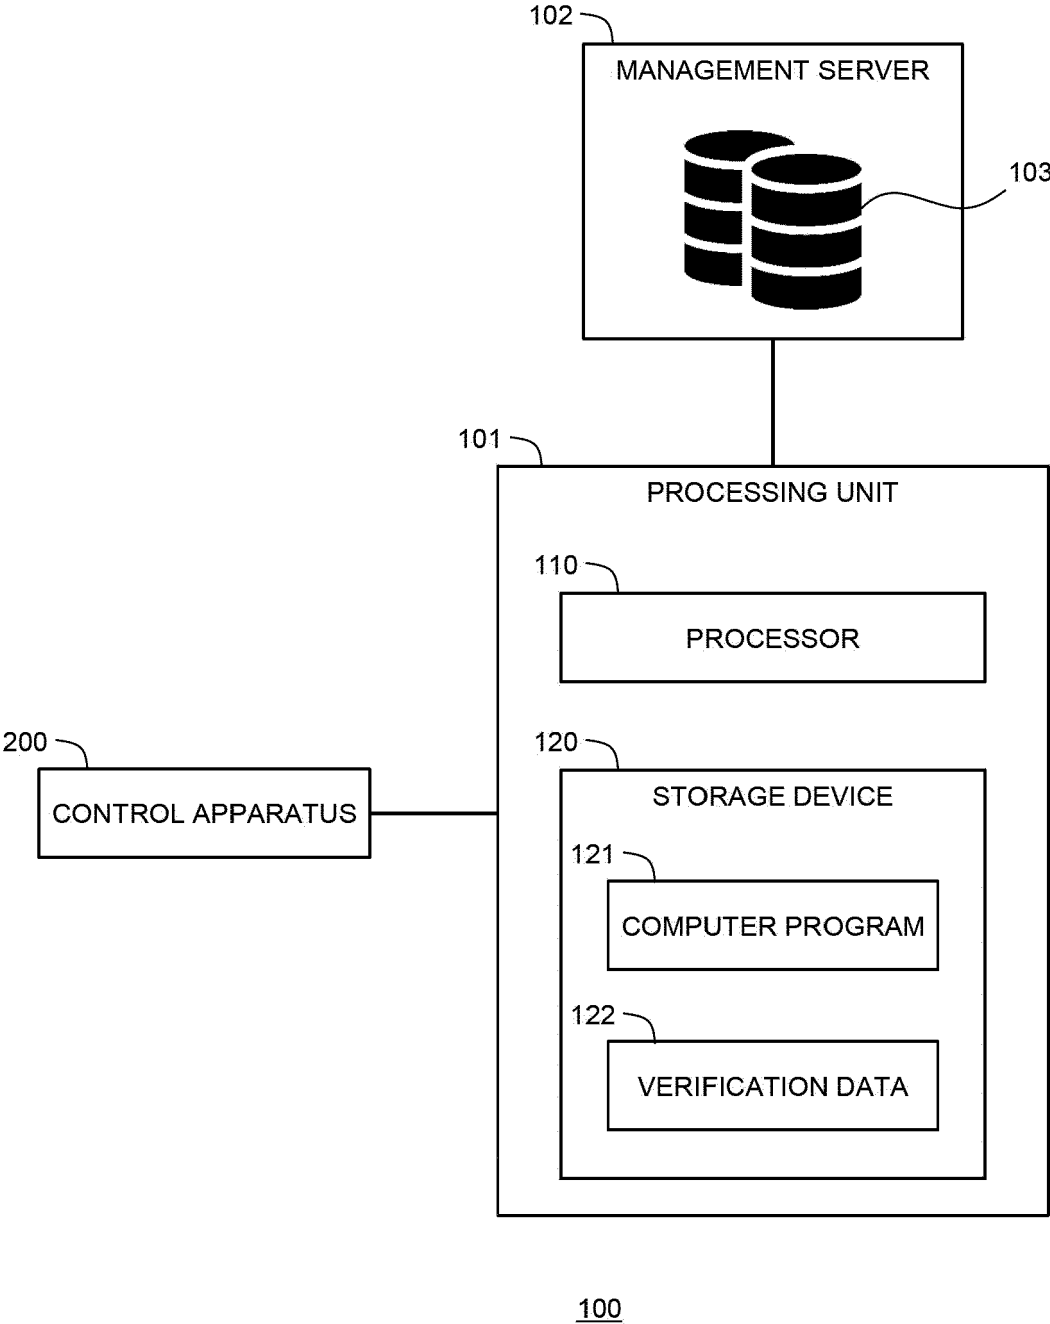 102
MANAGEMENT SERVER
103
101
PROCESSING UNIT
110
PROCESSOR
200
CONTROL APPARATUS
120
STORAGE DEVICE
121
COMPUTER PROGRAM
122
VERIFICATION DATA
100